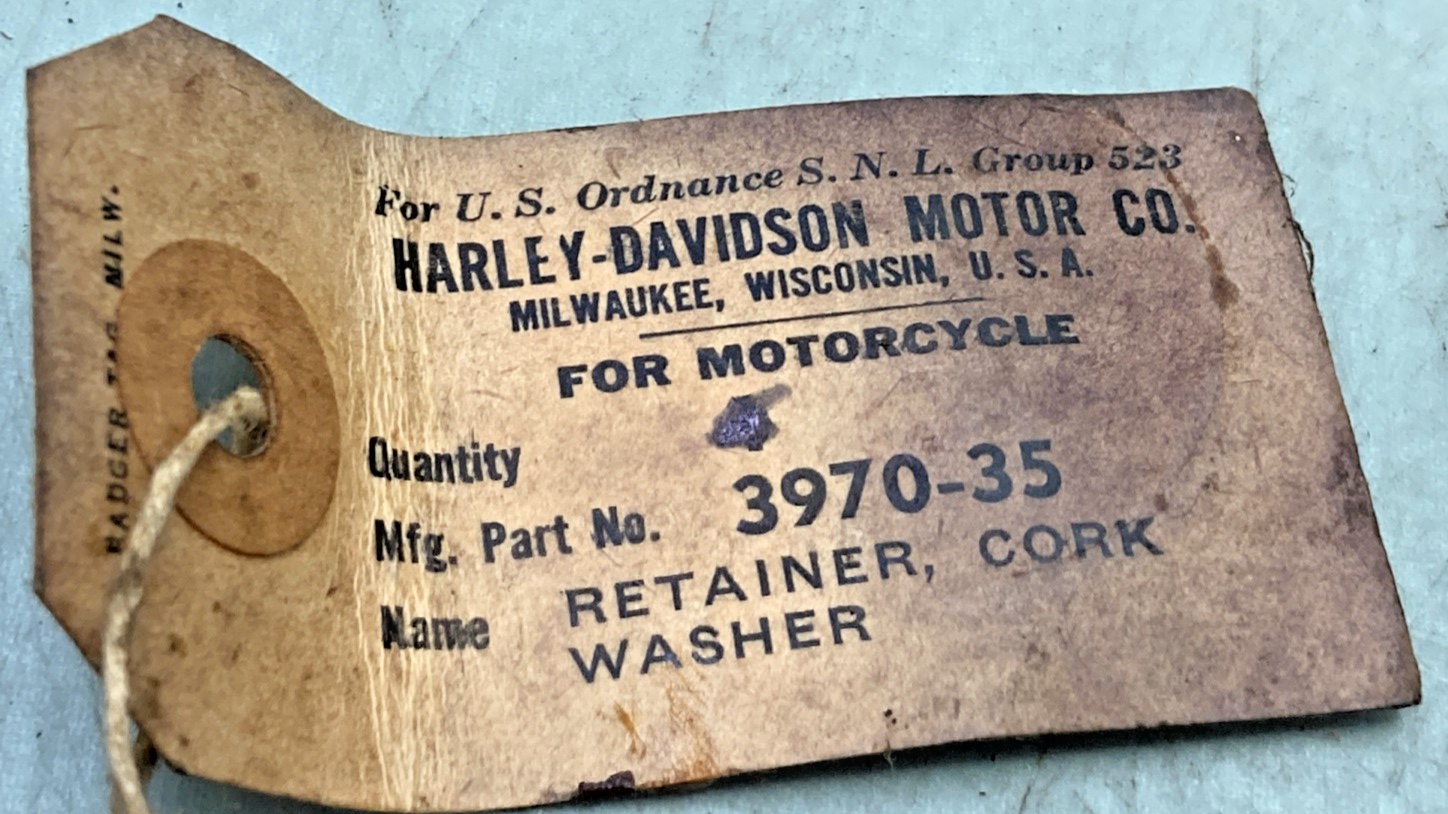 For U. S. Ordnance S. N. L. Group 523
HARLEY-DAVIDSON MOTOR CO.
MILWAUKEE, WISCONSIN, U. S. A.
FOR MOTORCYCLE
Quantity
Mfg. Part No. 3970-35
Name RETAINER, CORK
WASHER
BADGER TAG MILW.